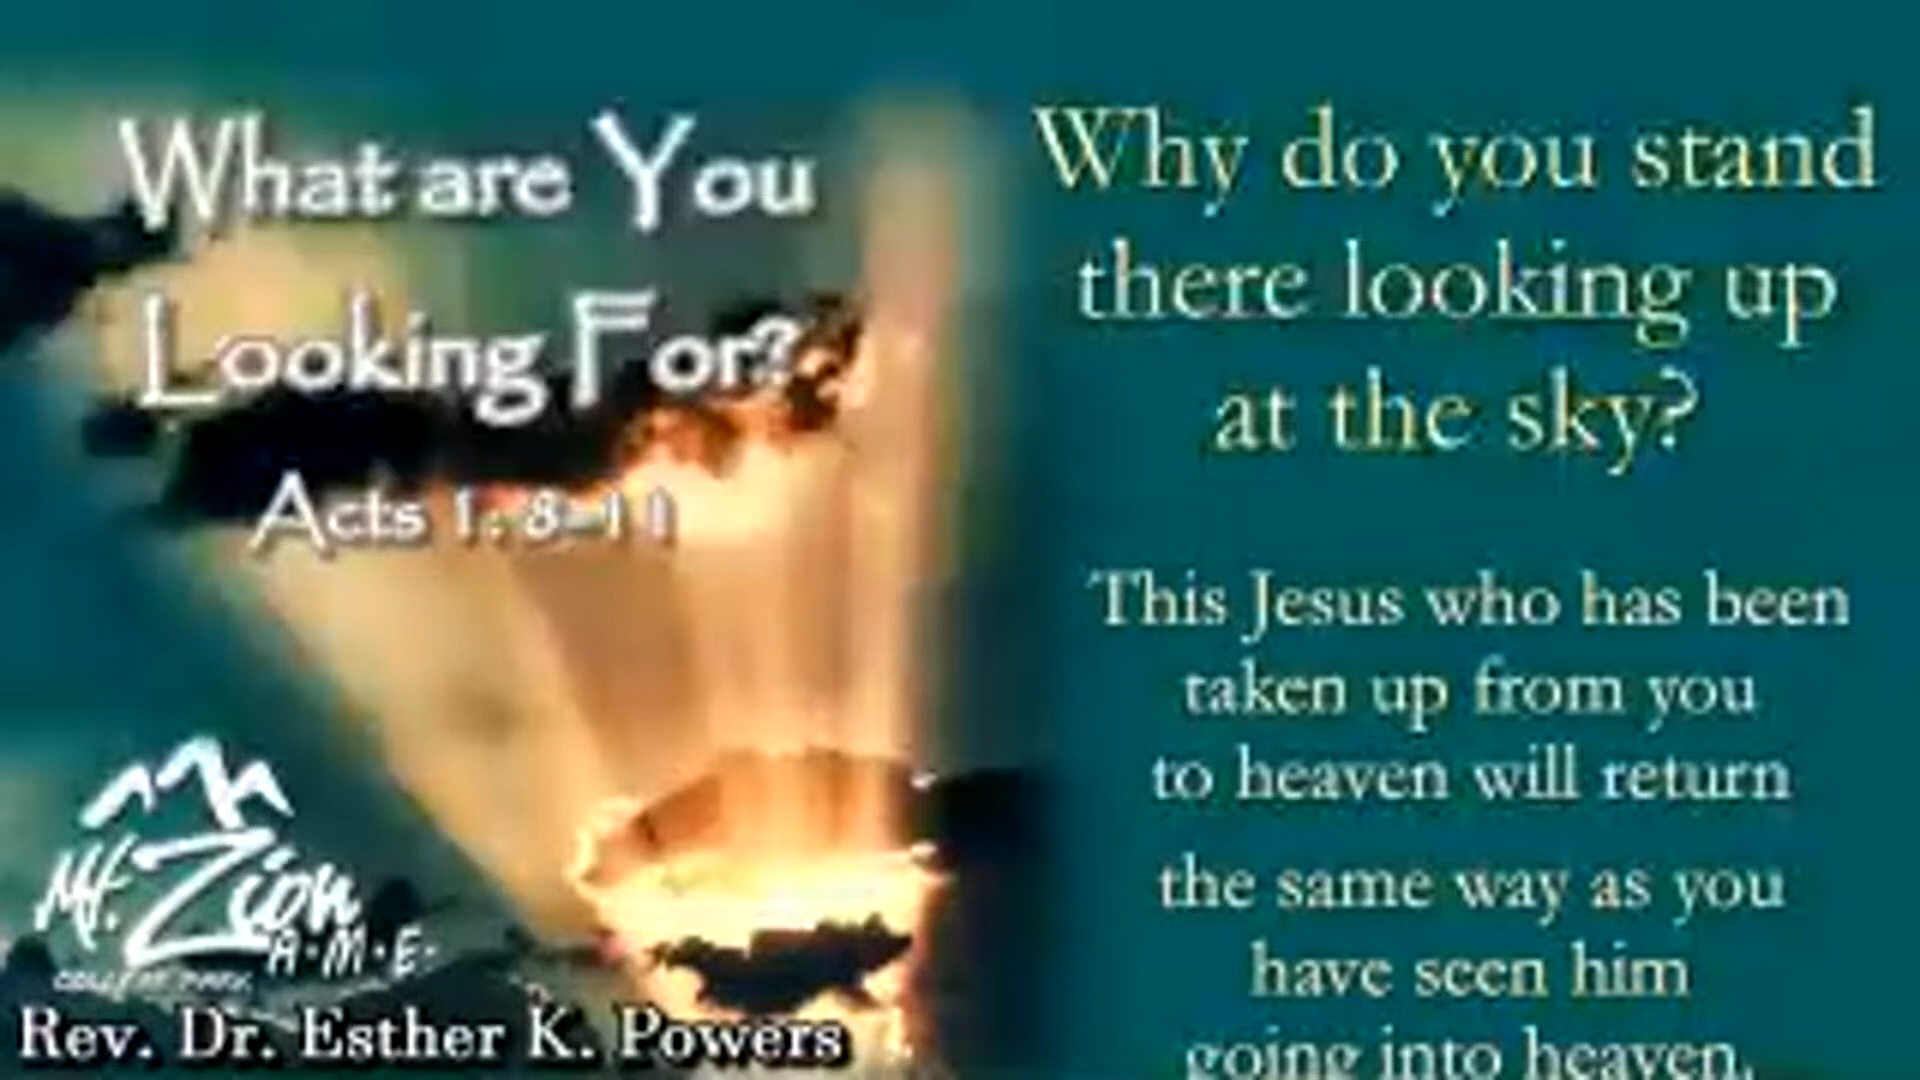 What are You
Looking For?
Acts 1: 8-11
Mt. Zion
A·M·E·
COLLEGE PARK
Rev. Dr. Esther K. Powers
Why do you stand
there looking up
at the sky?
This Jesus who has been
taken up from you
to heaven will return
the same way as you
have seen him
going into heaven.